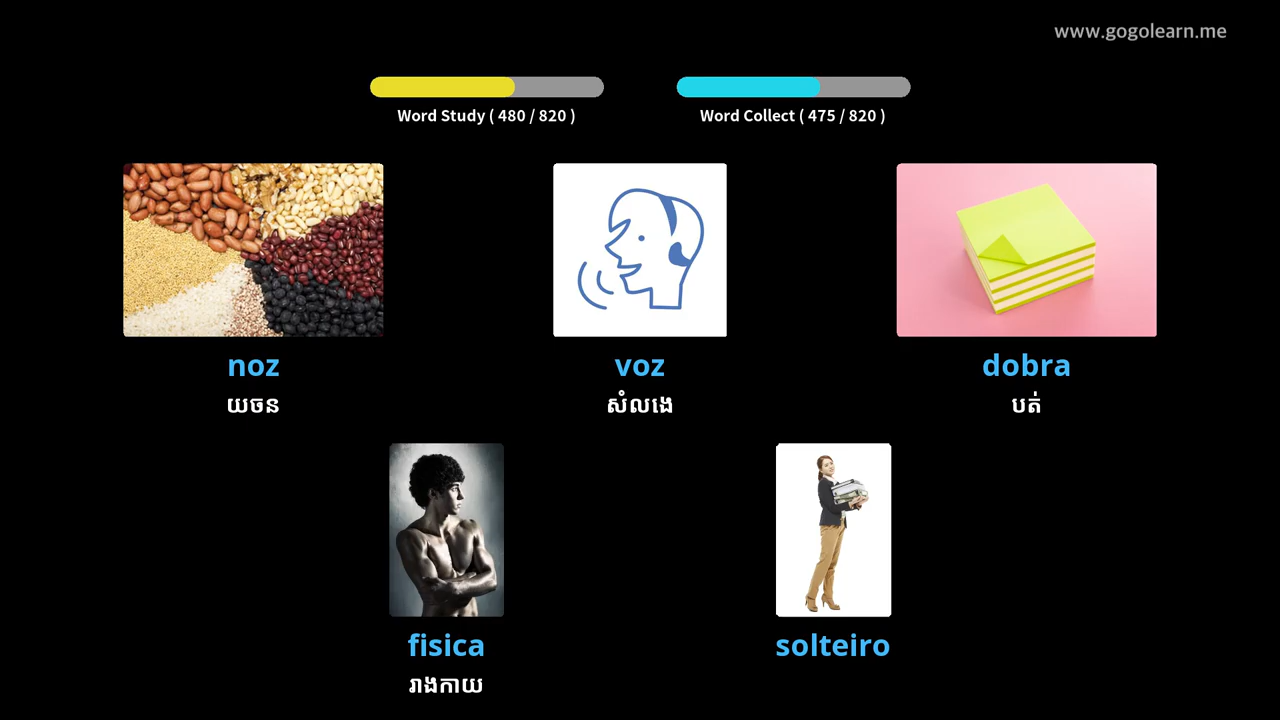 www.gogolearn.me
Word Study ( 480 / 820 )
Word Collect ( 475 / 820 )
noz
voz
dobra
យចន
សំលងេ
បត់
fisica
solteiro
រាងកាយ